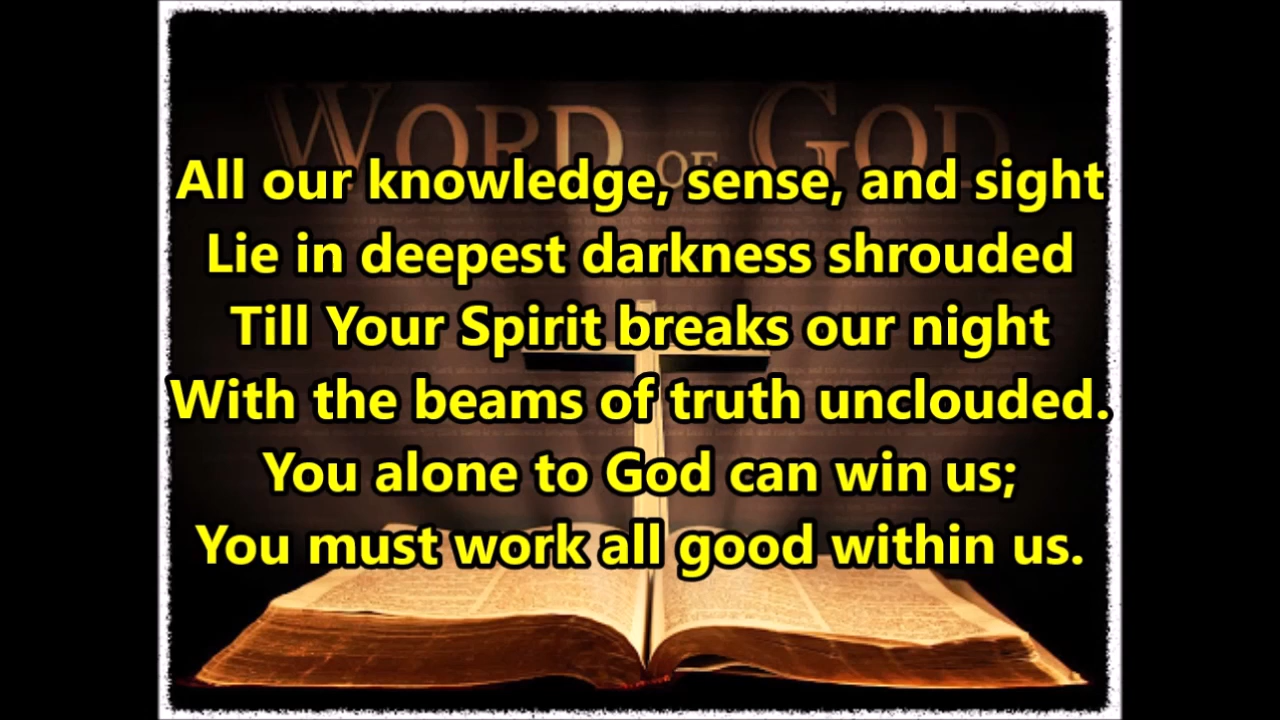 WORD OF GOD
All our knowledge, sense, and sight
Lie in deepest darkness shrouded
Till Your Spirit breaks our night
With the beams of truth unclouded.
You alone to God can win us;
You must work all good within us.